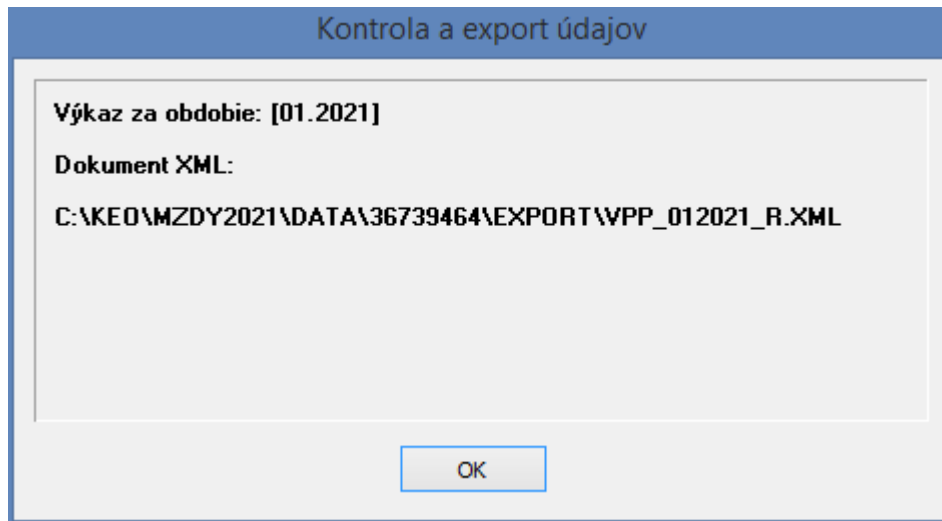 Kontrola a export údajov
Výkaz za obdobie: [01.2021]
Dokument XML:
C:\KEO\MZDY2021\DATA\36739464\EXPORT\VPP_012021_R.XML
OK